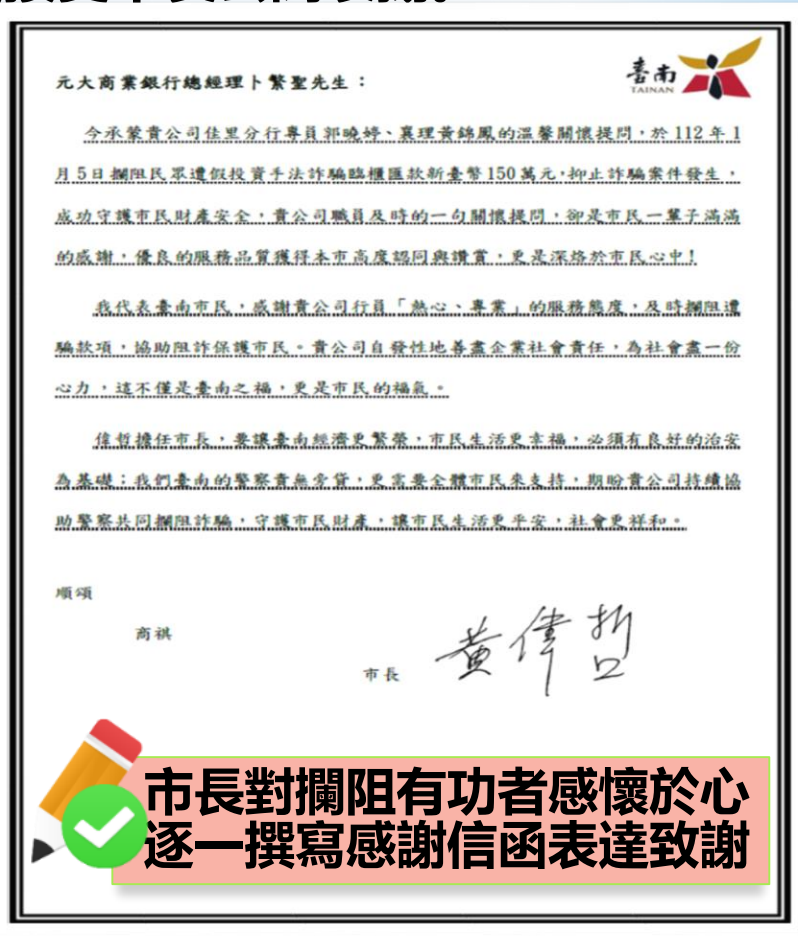 元大商業銀行總經理卜繁聖先生：
臺南
TAINAN
今承蒙貴公司佳里分行專員郭曉婷、襄理黃錦鳳的溫馨關懷提問，於112年1
月5日攔阻民眾遭假投資手法詐騙臨櫃匯款新臺幣150萬元，抑止詐騙案件發生，
成功守護市民財產安全，貴公司職員及時的一句關懷提問，卻是市民一輩子滿滿
的感謝，優良的服務品質獲得本市高度認同與讚賞，更是深烙於市民心中！
我代表臺南市民，感謝貴公司行員「熱心、專業」的服務態度，及時攔阻遭
騙款項，協助阻詐保護市民。貴公司自發性地善盡企業社會責任，為社會盡一份
心力，這不僅是臺南之福，更是市民的福氣。
偉哲擔任市長，要讓臺南經濟更繁榮，市民生活更幸福，必須有良好的治安
為基礎；我們臺南的警察責無旁貸，更需要全體市民來支持，期盼貴公司持續協
助警察共同攔阻詐騙，守護市民財產，讓市民生活更平安，社會更祥和。
順頌
商祺
市長 黃偉哲
市長對攔阻有功者感懷於心
逐一撰寫感謝信函表達致謝